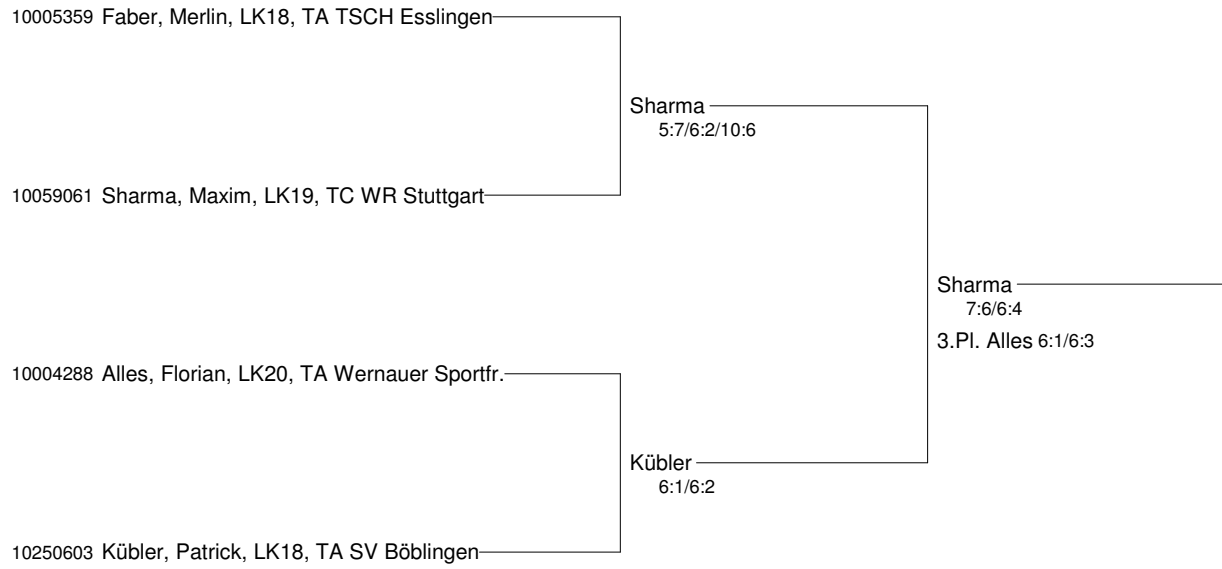 10005359 Faber, Merlin, LK18, TA TSCH Esslingen
Sharma
5:7/6:2/10:6
10059061 Sharma, Maxim, LK19, TC WR Stuttgart
Sharma
7:6/6:4
3.Pl. Alles 6:1/6:3
10004288 Alles, Florian, LK20, TA Wernauer Sportfr.
Kübler
6:1/6:2
10250603 Kübler, Patrick, LK18, TA SV Böblingen